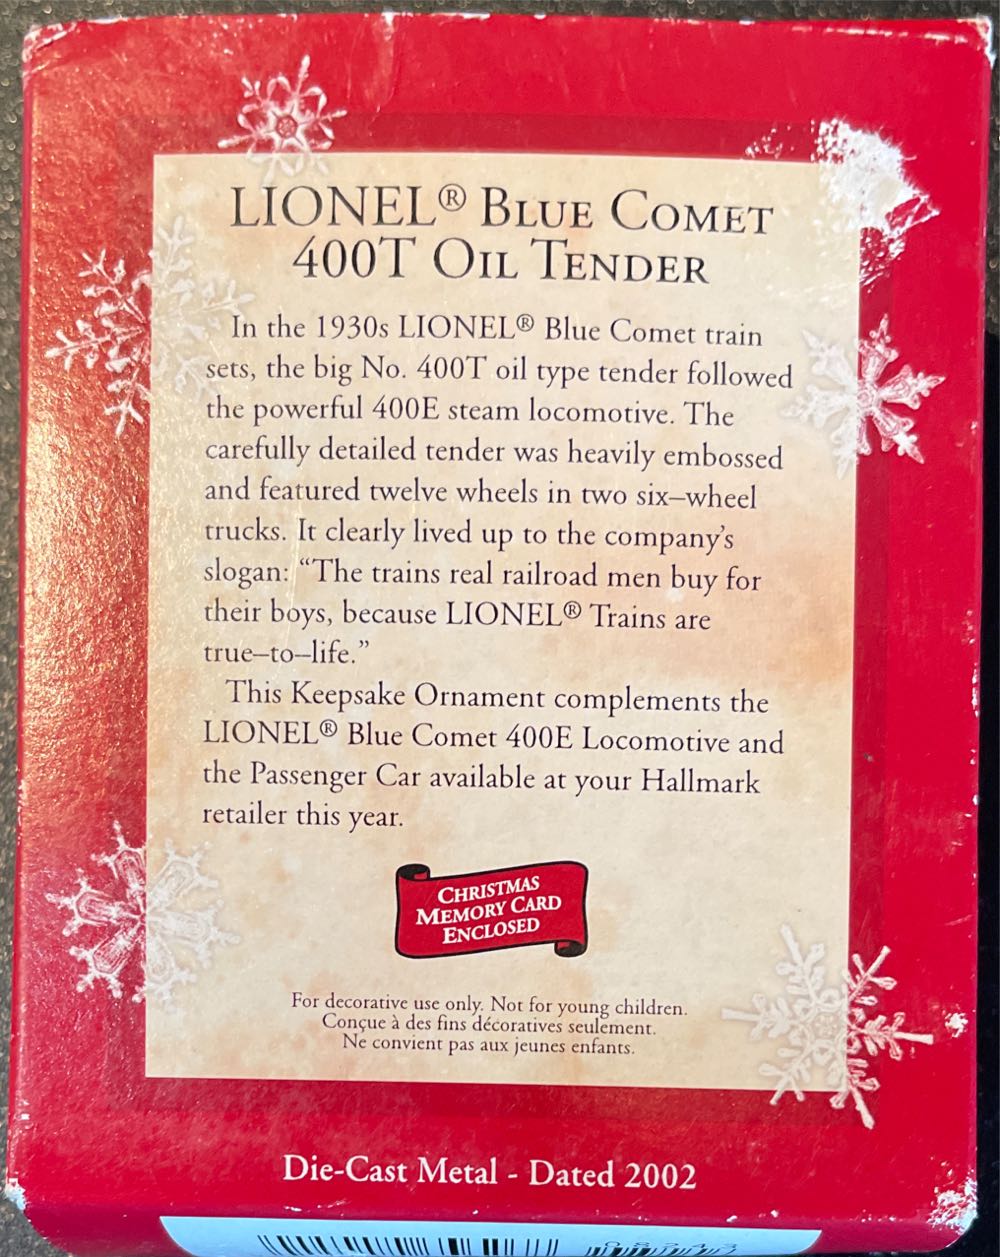 LIONEL® BLUE COMET
400T OIL TENDER
In the 1930s LIONEL® Blue Comet train
sets, the big No. 400T oil type tender followed
the powerful 400E steam locomotive. The
carefully detailed tender was heavily embossed
and featured twelve wheels in two six–wheel
trucks. It clearly lived up to the company's
slogan: “The trains real railroad men buy for
their boys, because LIONEL® Trains are
true–to–life.”
This Keepsake Ornament complements the
LIONEL® Blue Comet 400E Locomotive and
the Passenger Car available at your Hallmark
retailer this year.
CHRISTMAS
MEMORY CARD
ENCLOSED
For decorative use only. Not for young children.
Conçue à des fins décoratives seulement.
Ne convient pas aux jeunes enfants.
Die-Cast Metal - Dated 2002